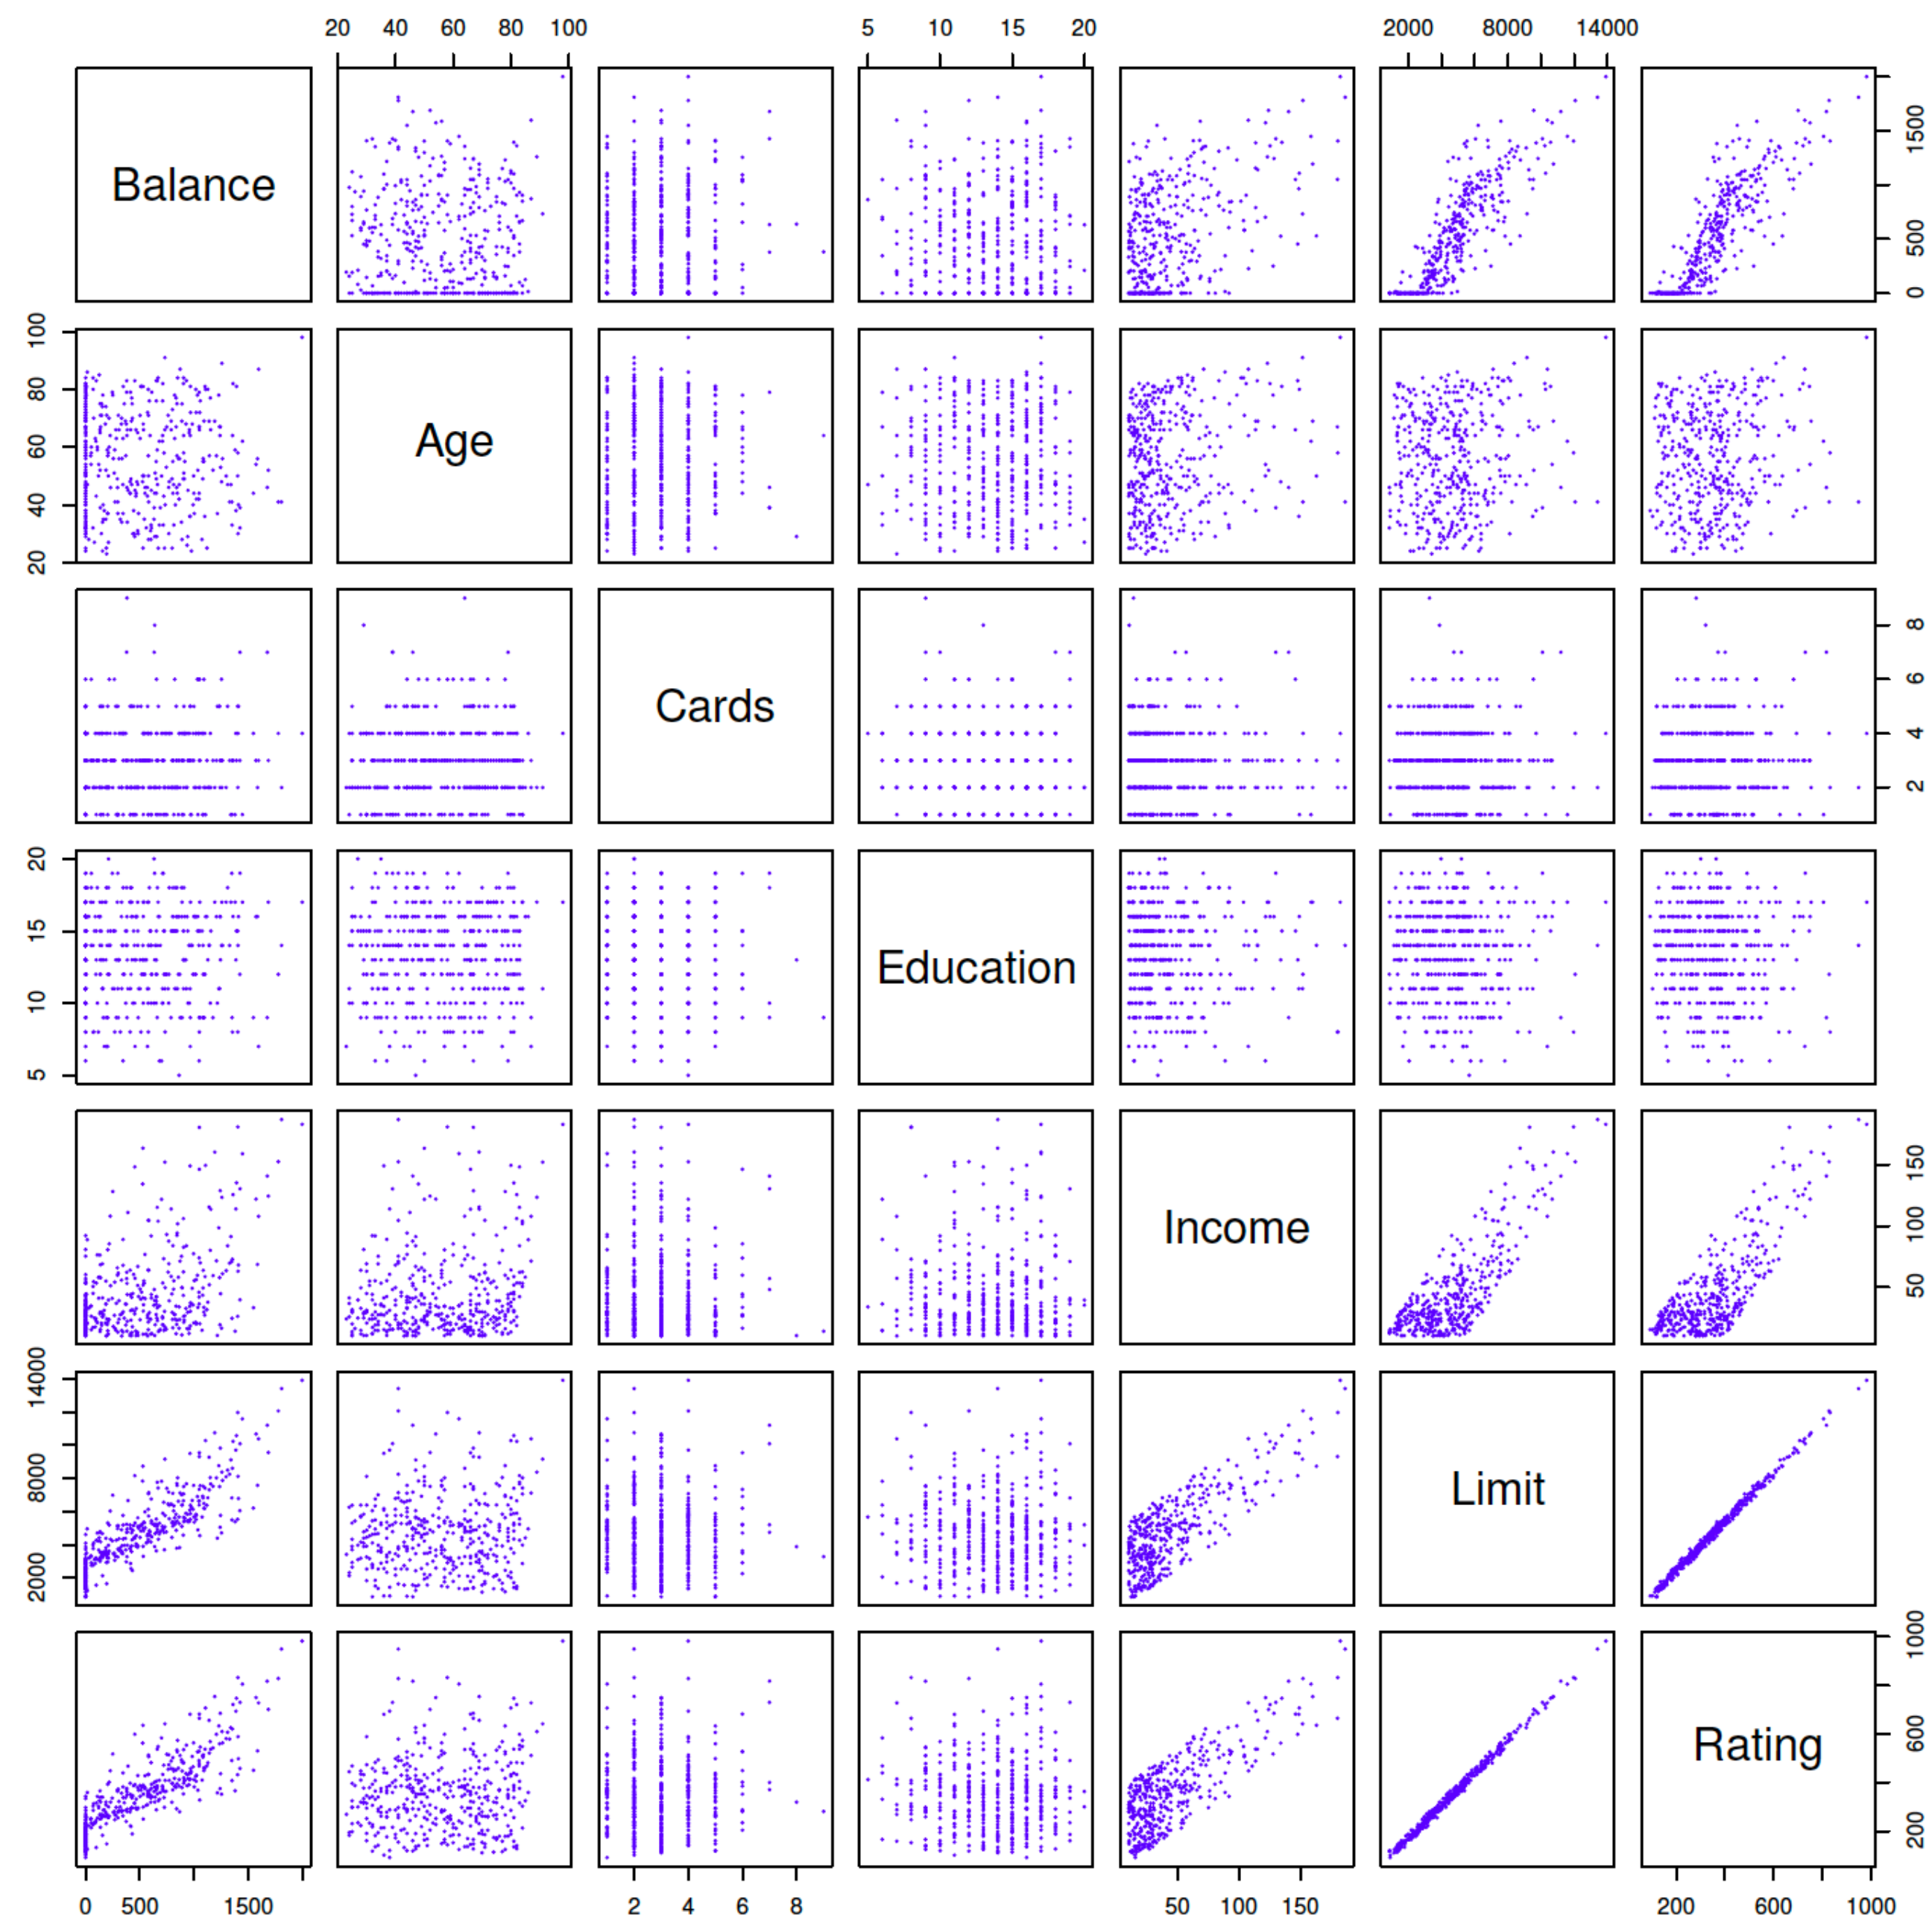 20 40 60 80 100 5 10 15 20 2000 8000 14000
Balance
0 500 1500
20 40 60 80 100
Age
Cards
2 4 6 8
5 10 15 20
Education
Income
50 100 150
2000 8000 14000
Limit
Rating
200 600 1000
0 500 1500 2 4 6 8 50 100 150 200 600 1000